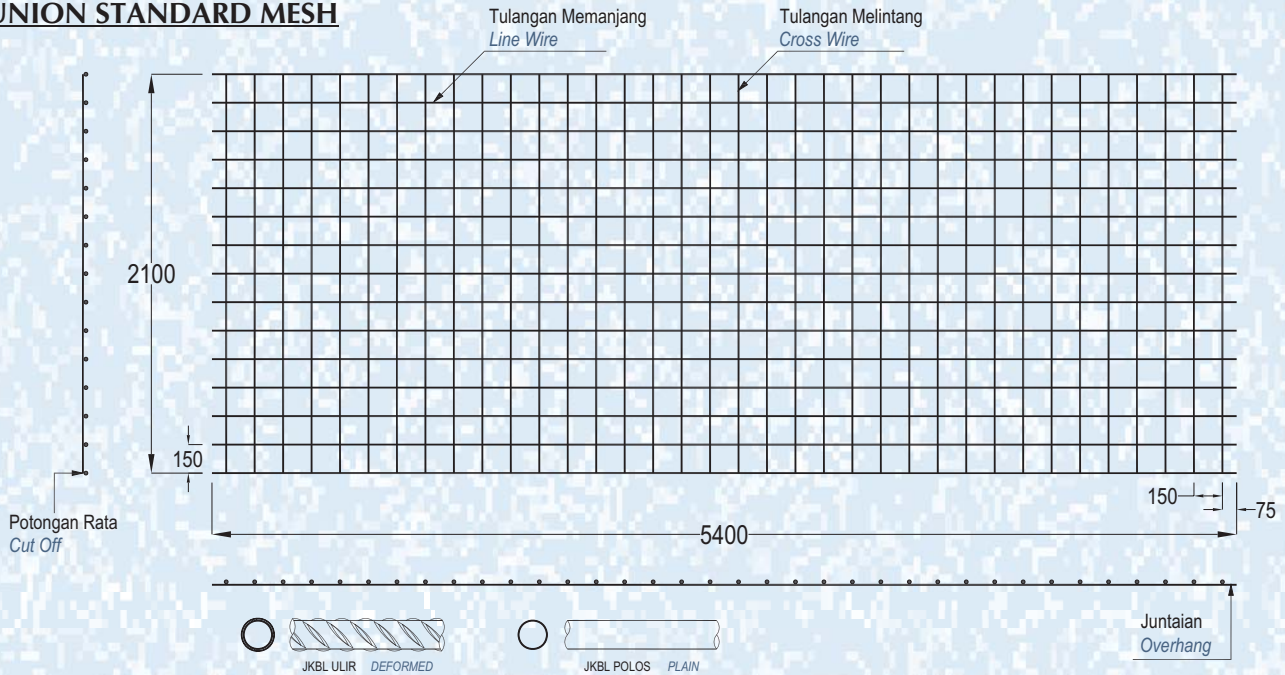 UNION STANDARD MESH
Tulangan Memanjang
Line Wire
Tulangan Melintang
Cross Wire
2100
150
Potongan Rata
Cut Off
150
75
5400
Juntaian
Overhang
JKBL ULIR DEFORMED
JKBL POLOS PLAIN